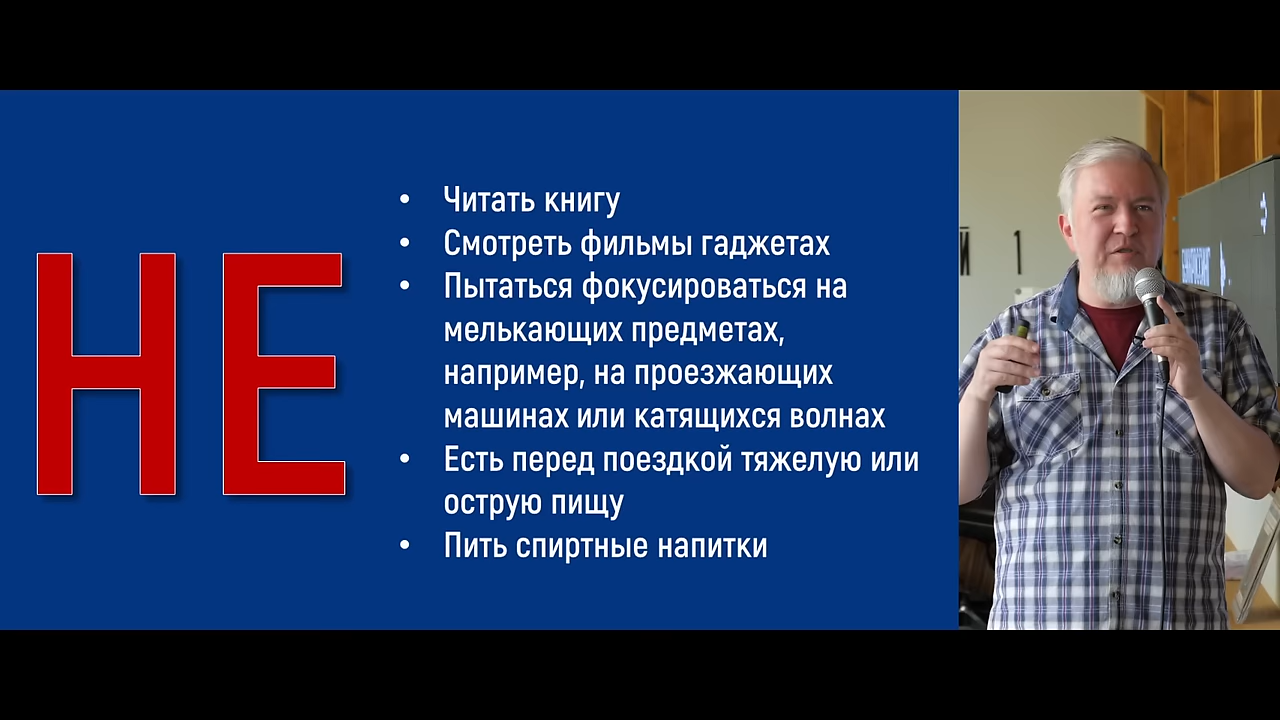 НЕ
• Читать книгу
• Смотреть фильмы гаджетах
• Пытаться фокусироваться на
мелькающих предметах,
например, на проезжающих
машинах или катящихся волнах
• Есть перед поездкой тяжелую или
острую пищу
• Пить спиртные напитки
Й 1